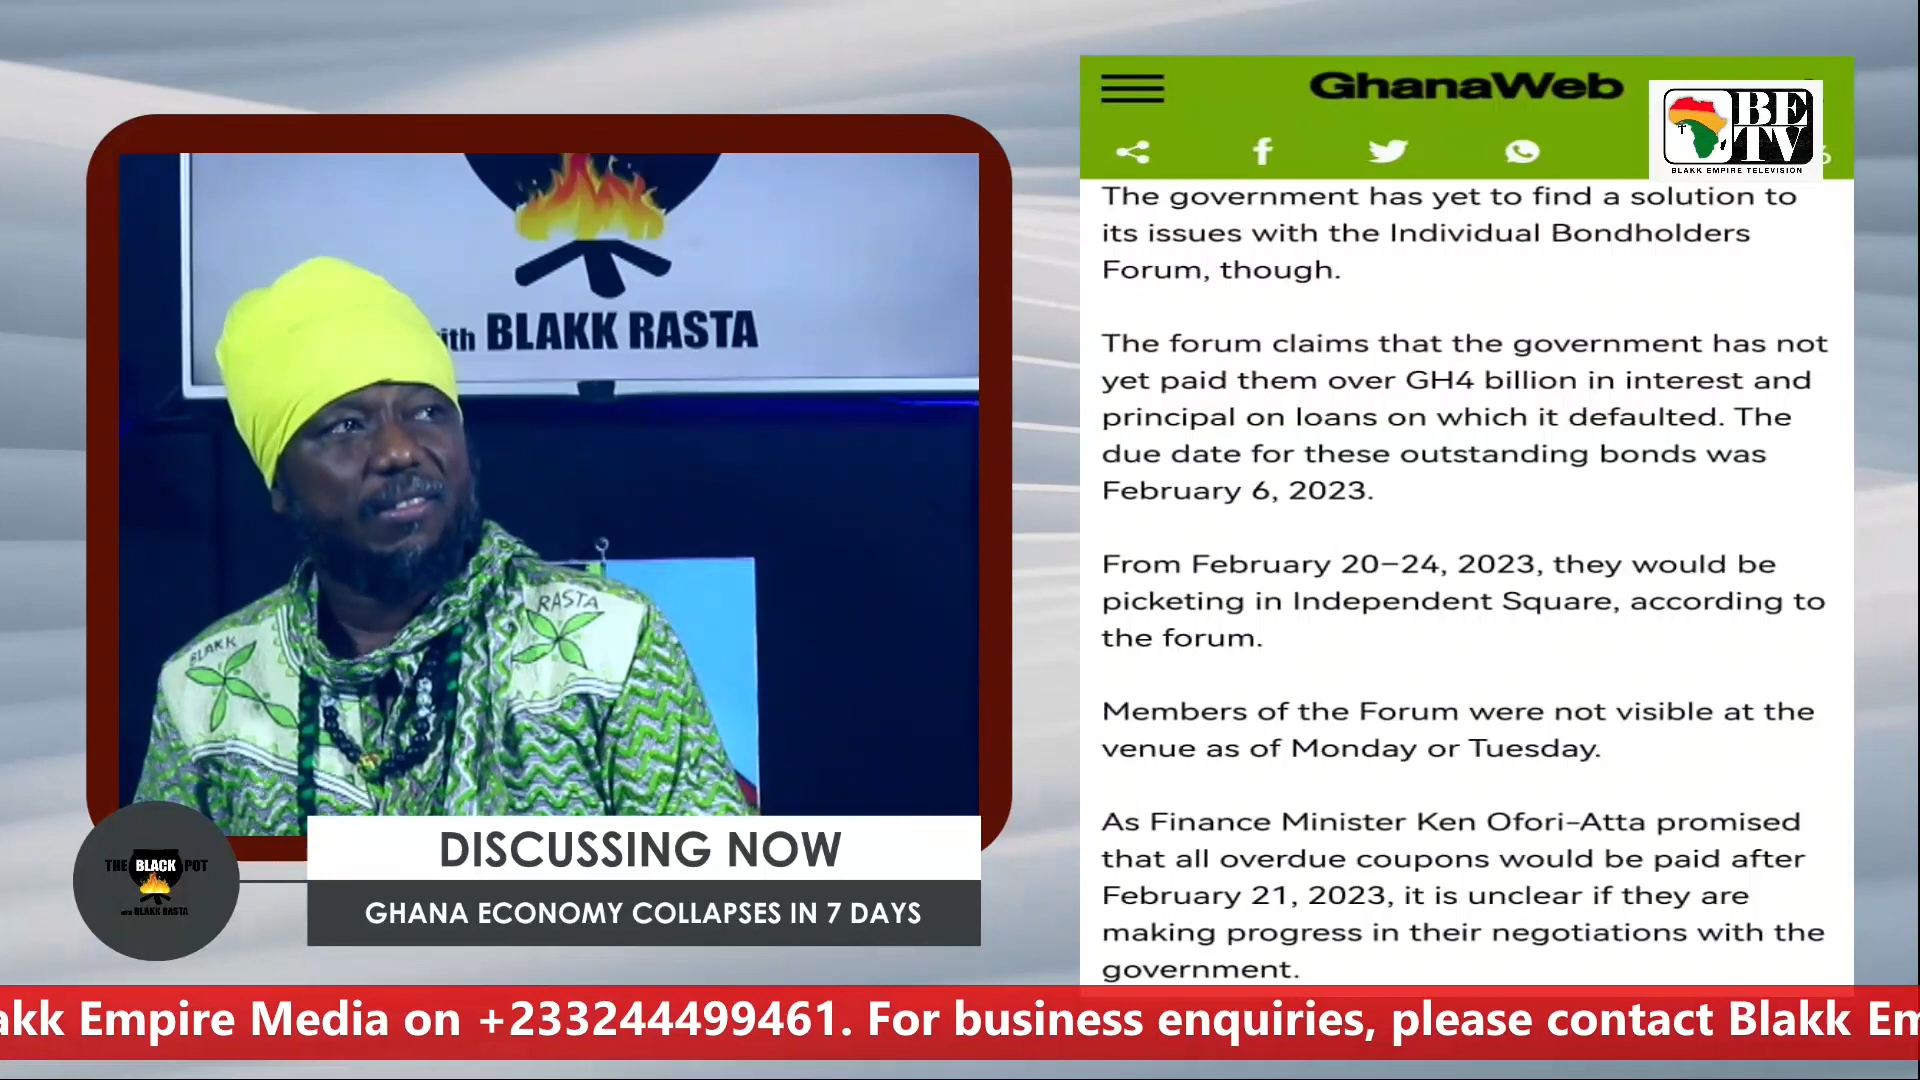 with BLAKK RASTA
BLAKK
RASTA
THE BLACK POT
with BLAKK RASTA
DISCUSSING NOW
GHANA ECONOMY COLLAPSES IN 7 DAYS
GhanaWeb
BE
TV
BLAKK EMPIRE TELEVISION
The government has yet to find a solution to
its issues with the Individual Bondholders
Forum, though.
The forum claims that the government has not
yet paid them over GH4 billion in interest and
principal on loans on which it defaulted. The
due date for these outstanding bonds was
February 6, 2023.
From February 20–24, 2023, they would be
picketing in Independent Square, according to
the forum.
Members of the Forum were not visible at the
venue as of Monday or Tuesday.
As Finance Minister Ken Ofori-Atta promised
that all overdue coupons would be paid after
February 21, 2023, it is unclear if they are
making progress in their negotiations with the
government.
akk Empire Media on +233244499461. For business enquiries, please contact Blakk Em